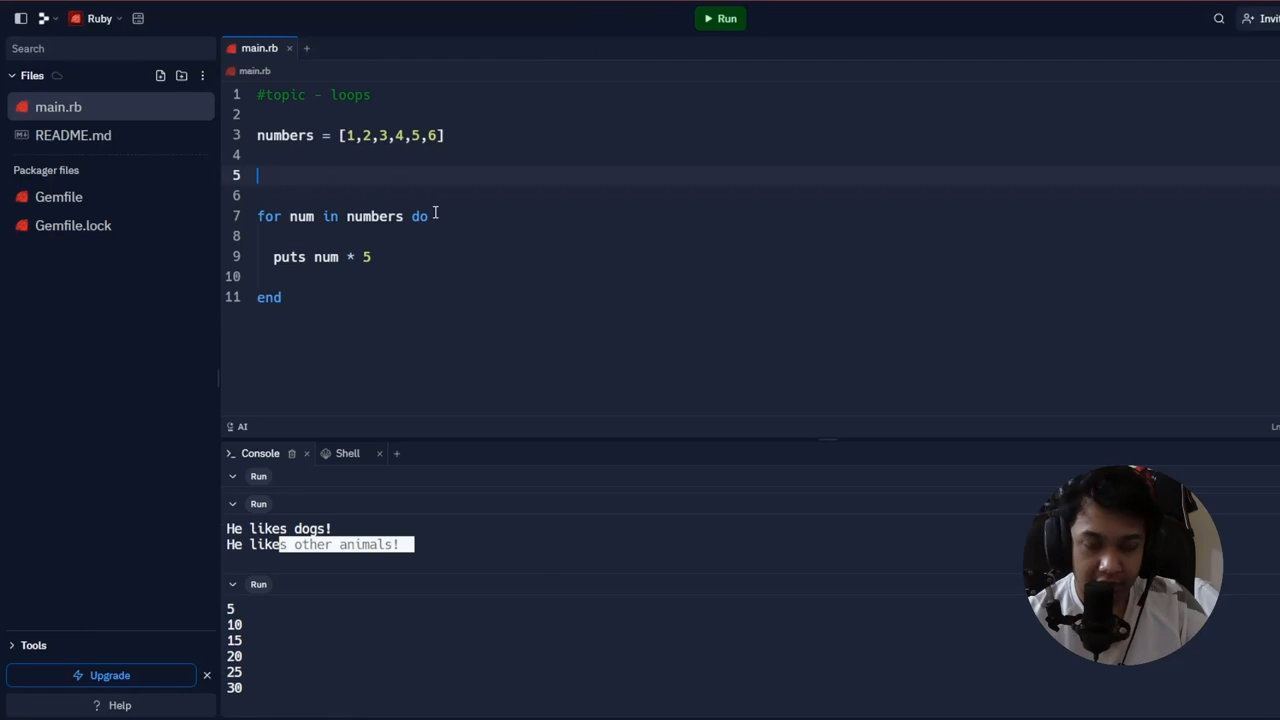 Ruby
Run
Invi
Search
main.rb
Files
main.rb
main.rb
README.md
Packager files
Gemfile
Gemfile.lock
1 #topic - loops
2
3 numbers = [1,2,3,4,5,6]
4
5
6
7 for num in numbers do
8
9 puts num * 5
10
11 end
AI
Ln
Console
Shell
Run
Run
He likes dogs!
He likes other animals!
Run
5
10
15
20
25
30
Tools
Upgrade
? Help